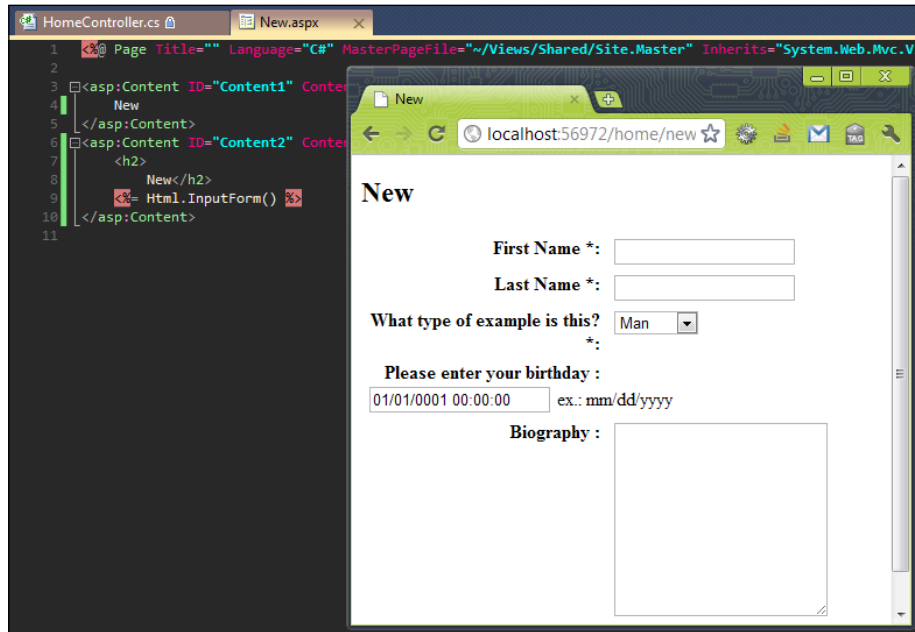 HomeController.cs
New.aspx
1 <%@ Page Title="" Language="C#" MasterPageFile="~/Views/Shared/Site.Master" Inherits="System.Web.Mvc.V
2
3 <asp:Content ID="Content1" Conte
4 New
5 </asp:Content>
6 <asp:Content ID="Content2" Conte
7 <h2>
8 New</h2>
9 <%= Html.InputForm() %>
10 </asp:Content>
11
New
localhost:56972/home/new
TAG
New
First Name *:
Last Name *:
What type of example is this?
*:
Man
Please enter your birthday :
01/01/0001 00:00:00 ex.: mm/dd/yyyy
Biography :